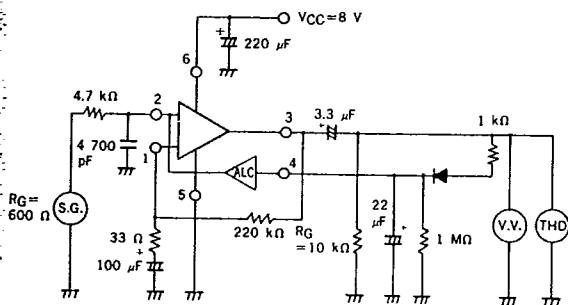 VCC=8 V
+
220 μF
6
4.7 kΩ
2
3
3.3 μF
+
1 kΩ
4 700
pF
1
ALC
4
5
RG=
600 Ω
S.G.
220 kΩ
RG
=10 kΩ
22
μF
+
1 MΩ
V.V.
THD
33 Ω
+
100 μF